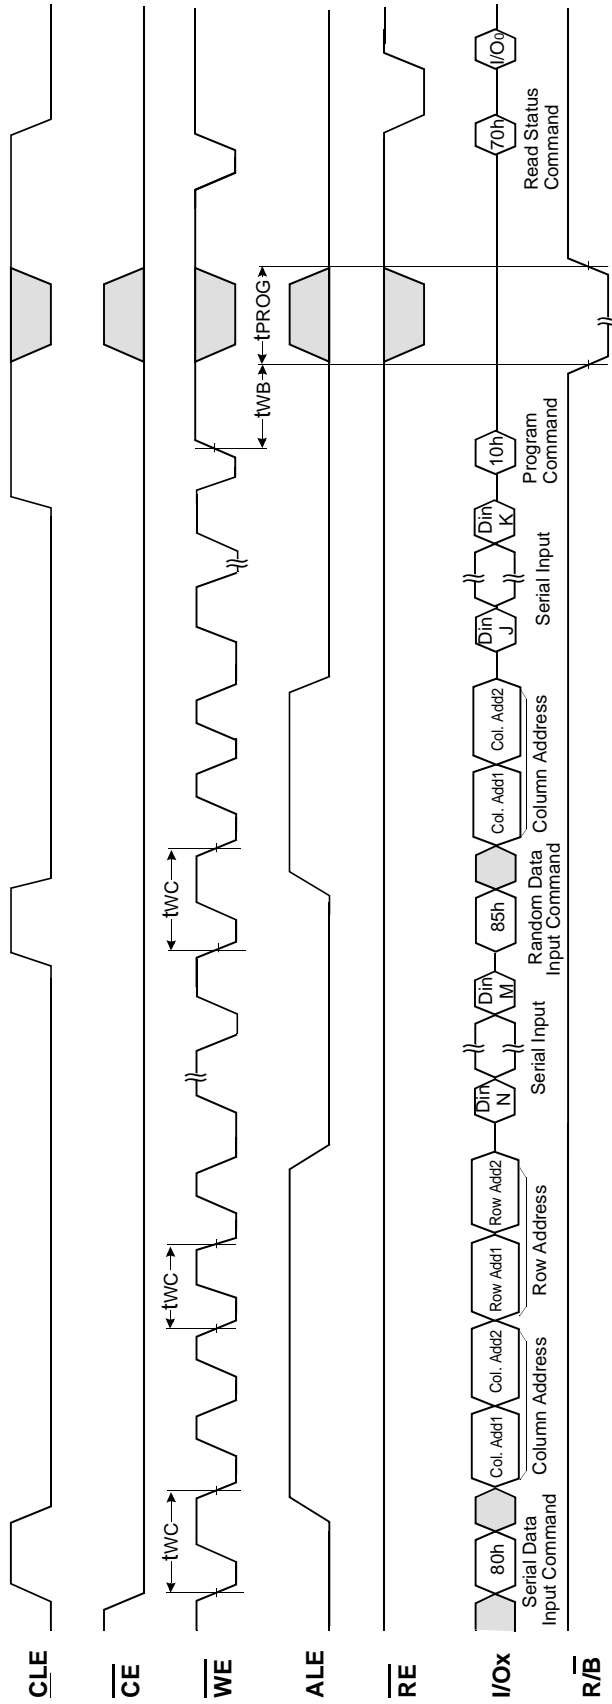 CLE
CE
tWC
tWC
tWC
WE
tWB
tPROG
ALE
RE
I/Ox
80h
Col. Add1
Col. Add2
Row Add1
Row Add2
Din
N
Din
M
85h
Col. Add1
Col. Add2
Din
J
Din
K
10h
70h
I/O0
Serial Data
Input Command
Column Address
Row Address
Serial Input
Random Data
Input Command
Column Address
Serial Input
Program
Command
Read Status
Command
R/B